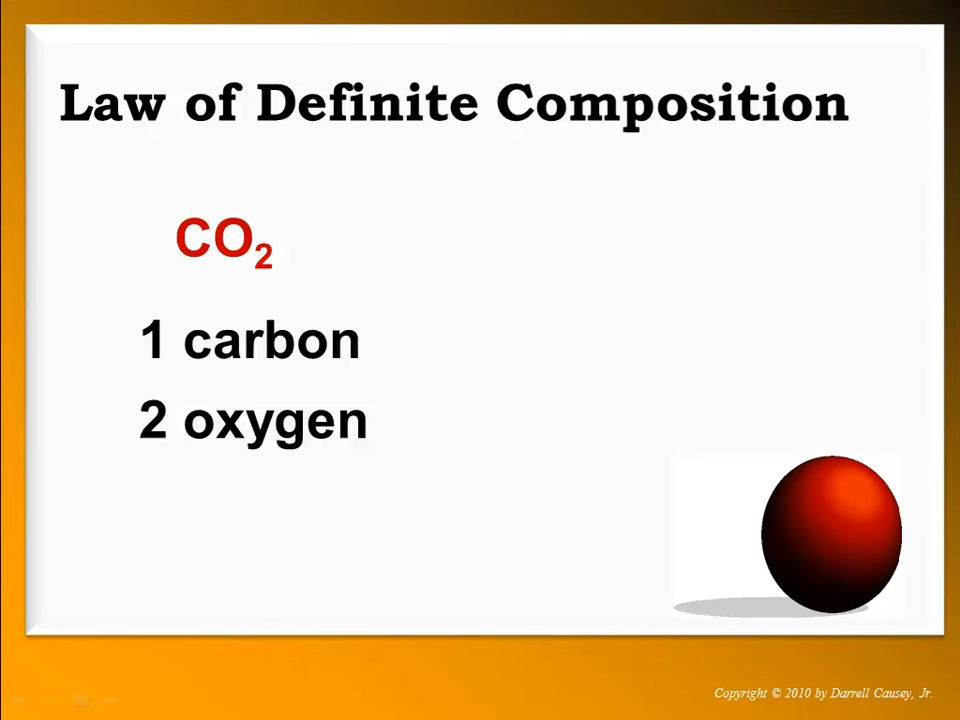 Law of Definite Composition
CO₂
1 carbon
2 oxygen
Copyright © 2010 by Darrell Causey, Jr.